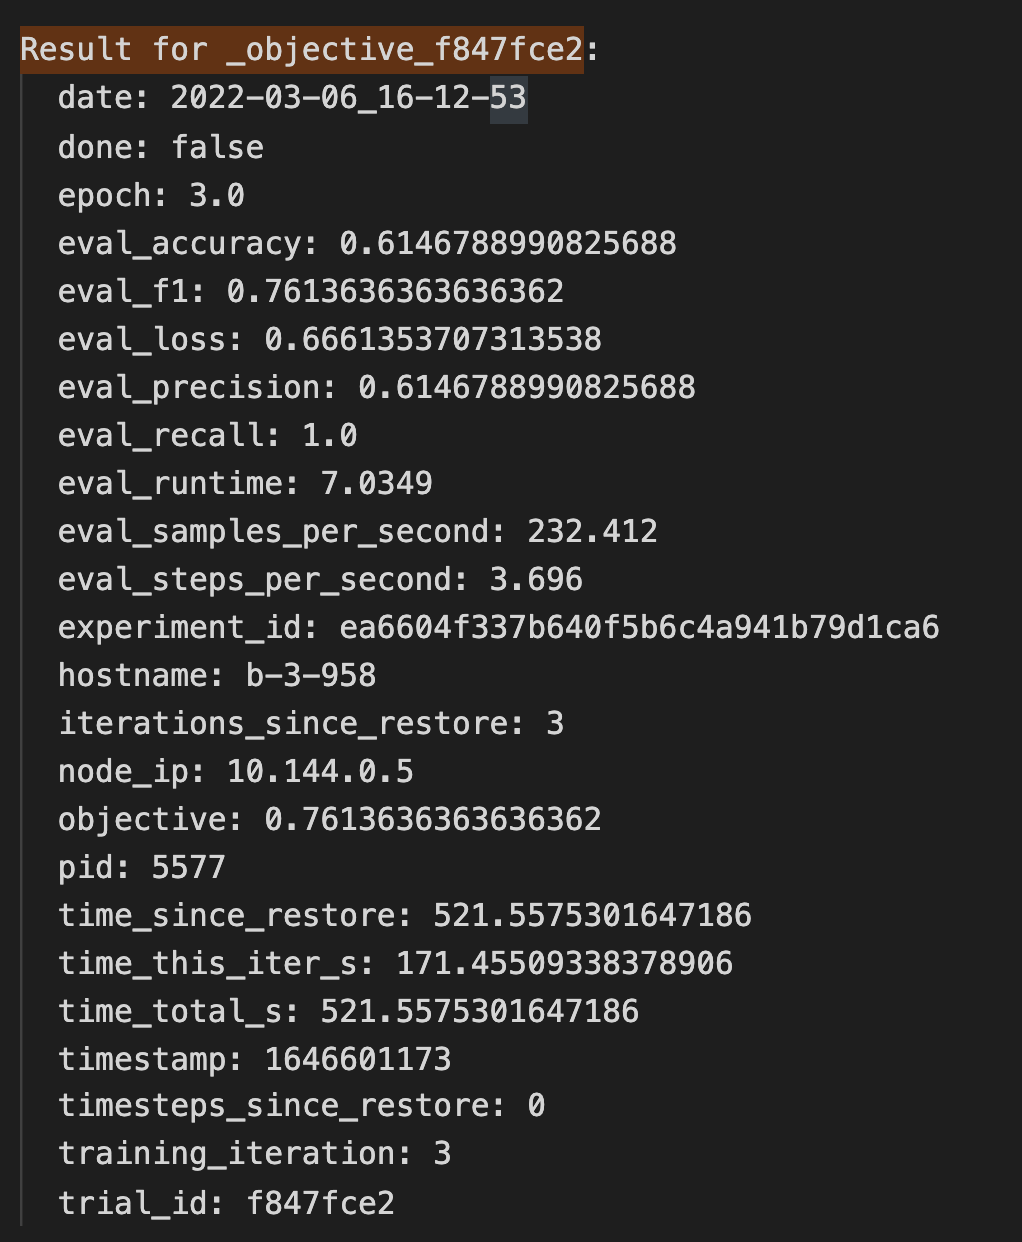 Result for _objective_f847fce2:
date: 2022-03-06_16-12-53
done: false
epoch: 3.0
eval_accuracy: 0.6146788990825688
eval_f1: 0.7613636363636362
eval_loss: 0.6661353707313538
eval_precision: 0.6146788990825688
eval_recall: 1.0
eval_runtime: 7.0349
eval_samples_per_second: 232.412
eval_steps_per_second: 3.696
experiment_id: ea6604f337b640f5b6c4a941b79d1ca6
hostname: b-3-958
iterations_since_restore: 3
node_ip: 10.144.0.5
objective: 0.7613636363636362
pid: 5577
time_since_restore: 521.5575301647186
time_this_iter_s: 171.45509338378906
time_total_s: 521.5575301647186
timestamp: 1646601173
timesteps_since_restore: 0
training_iteration: 3
trial_id: f847fce2